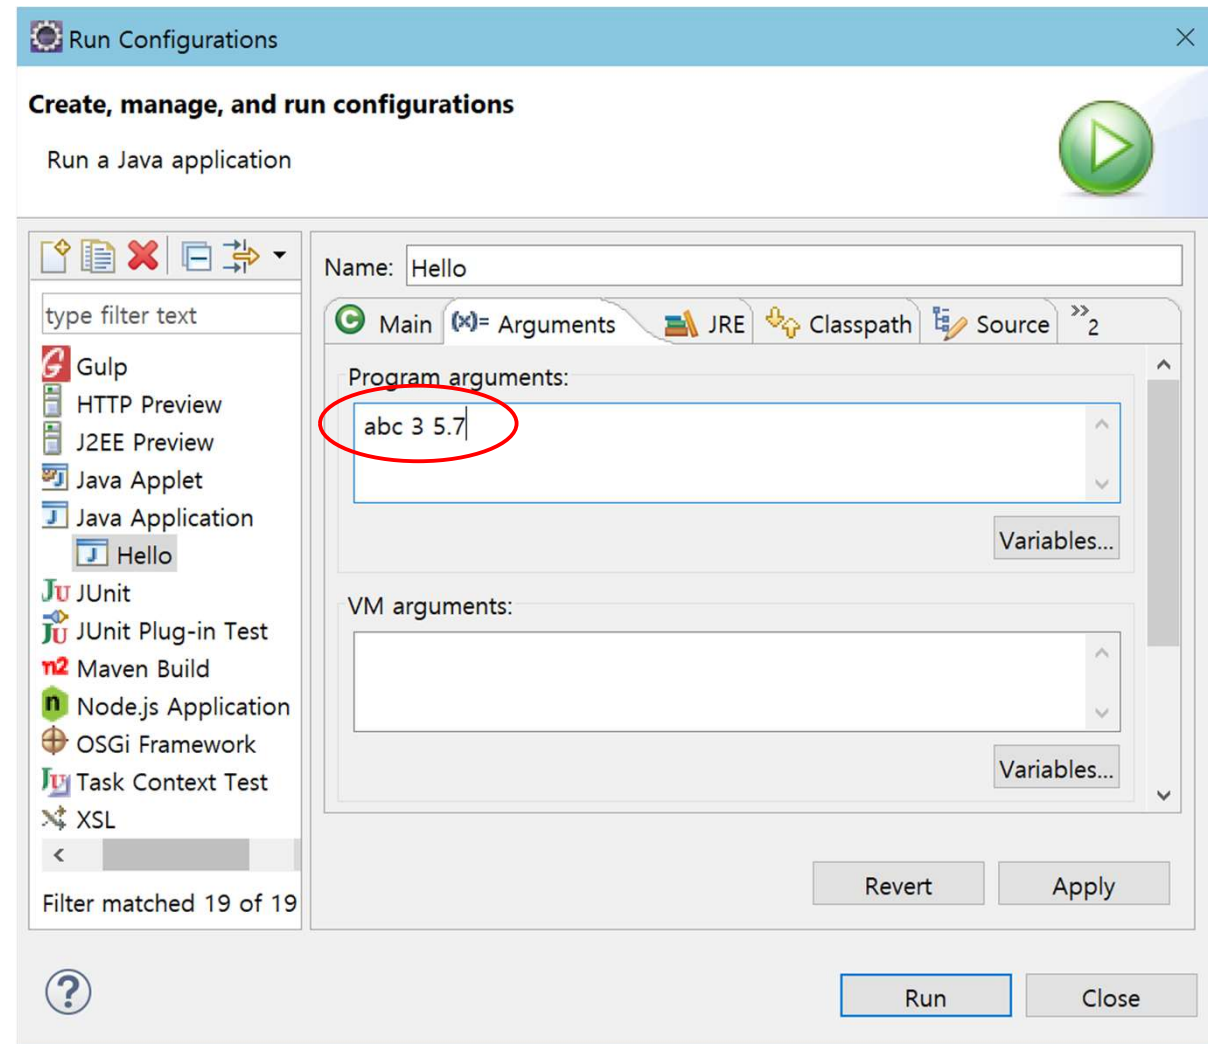 Run Configurations
Create, manage, and run configurations
Run a Java application
type filter text
Gulp
HTTP Preview
J2EE Preview
Java Applet
Java Application
Hello
JUnit
JUnit Plug-in Test
Maven Build
Node.js Application
OSGi Framework
Task Context Test
XSL
Filter matched 19 of 19
Name: Hello
Main (x)= Arguments JRE Classpath Source »2
Program arguments:
abc 3 5.7
Variables...
VM arguments:
Variables...
Revert Apply
Run Close